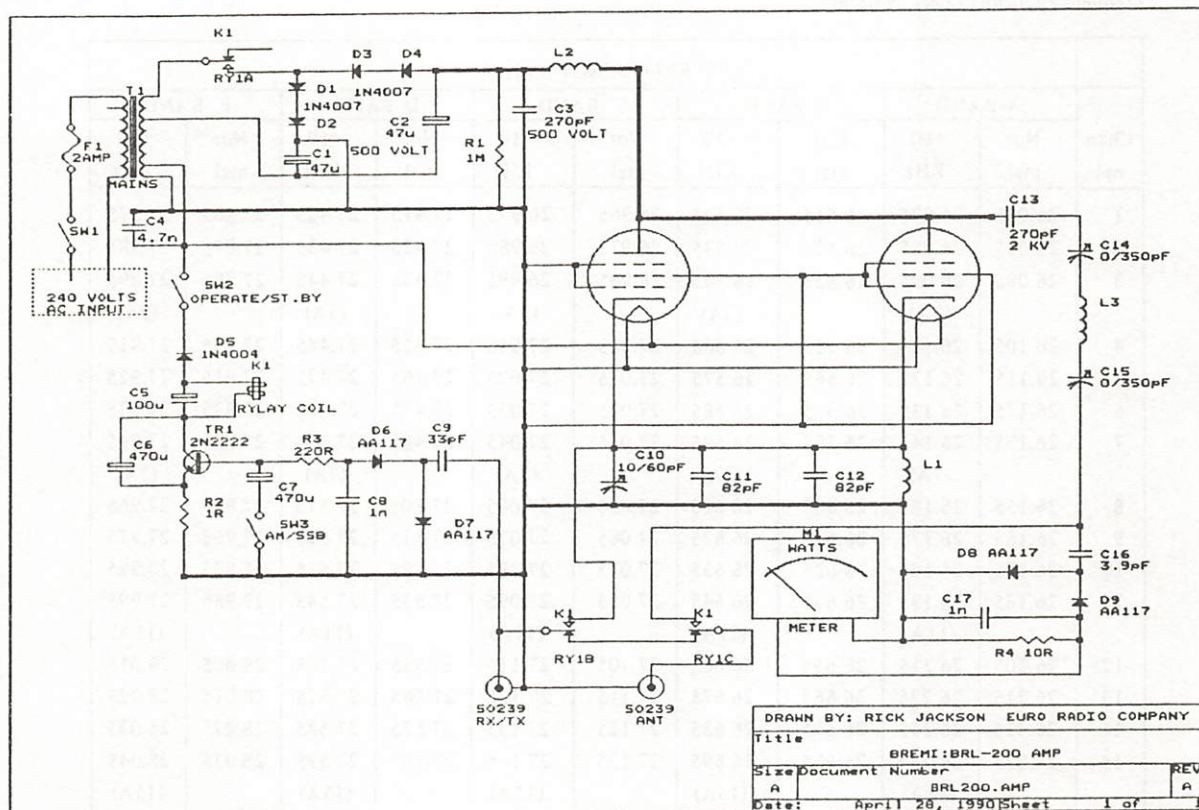 K1
RY1A
D3
D4
1N4007
L2
T1
D1
1N4007
D2
C2
47u
500 VOLT
C1
47u
C3
270pF
500 VOLT
R1
1M
F1
2AMP
MAINS
SW1
C4
4.7n
240 VOLTS
AC INPUT
SW2
OPERATE/ST.BY
D5
1N4004
K1
RYLAY COIL
C5
100u
TR1
2N2222
C6
470u
R2
1R
R3
220R
C7
470u
SW3
AM/SSB
D6
AA117
C8
1n
C9
33pF
D7
AA117
C13
270pF
2 KV
C14
0/350pF
L3
C15
0/350pF
C10
10/60pF
C11
82pF
C12
82pF
L1
M1
WATTS
METER
C16
3.9pF
D8 AA117
C17
1n
D9
AA117
R4 10R
K1
RY1B
K1
RY1C
SO239
RX/TX
SO239
ANT
DRAWN BY: RICK JACKSON EURO RADIO COMPANY
Title
BREMI:BRL-200 AMP
Size Document Number REV
A BRL200.AMP A
Date: April 28, 1990 Sheet of